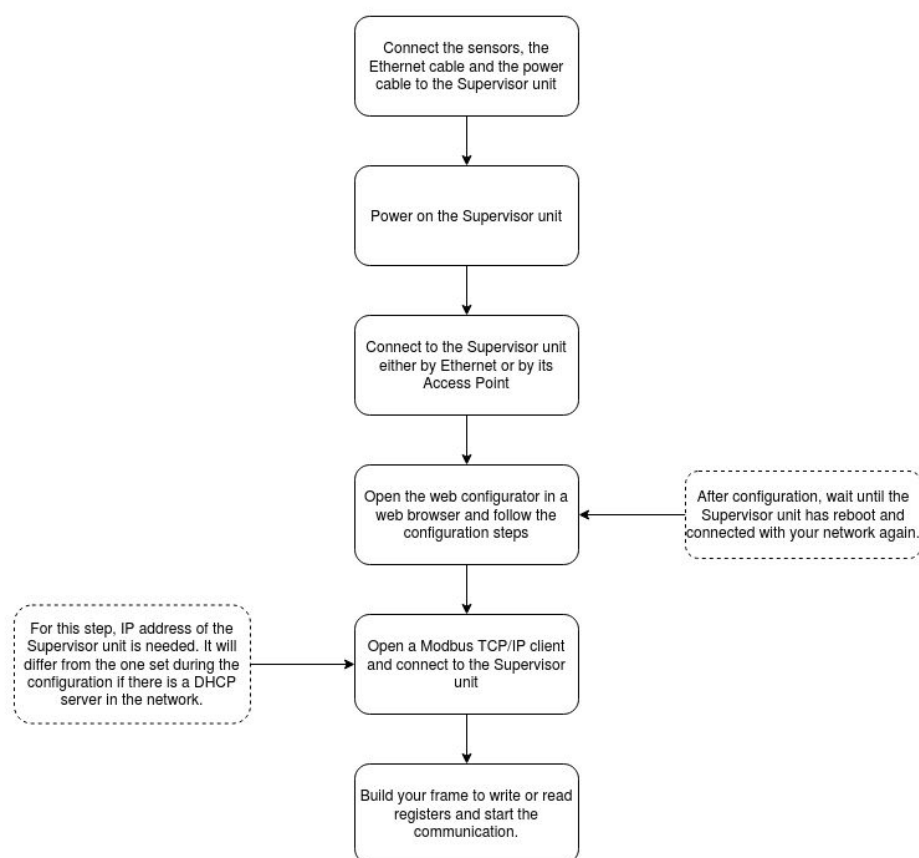 Connect the sensors, the
Ethernet cable and the power
cable to the Supervisor unit
Power on the Supervisor unit
Connect to the Supervisor unit
either by Ethernet or by its
Access Point
Open the web configurator in a
web browser and follow the
configuration steps
After configuration, wait until the
Supervisor unit has reboot and
connected with your network again.
For this step, IP address of the
Supervisor unit is needed. It will
differ from the one set during the
configuration if there is a DHCP
server in the network.
Open a Modbus TCP/IP client
and connect to the Supervisor
unit
Build your frame to write or read
registers and start the
communication.